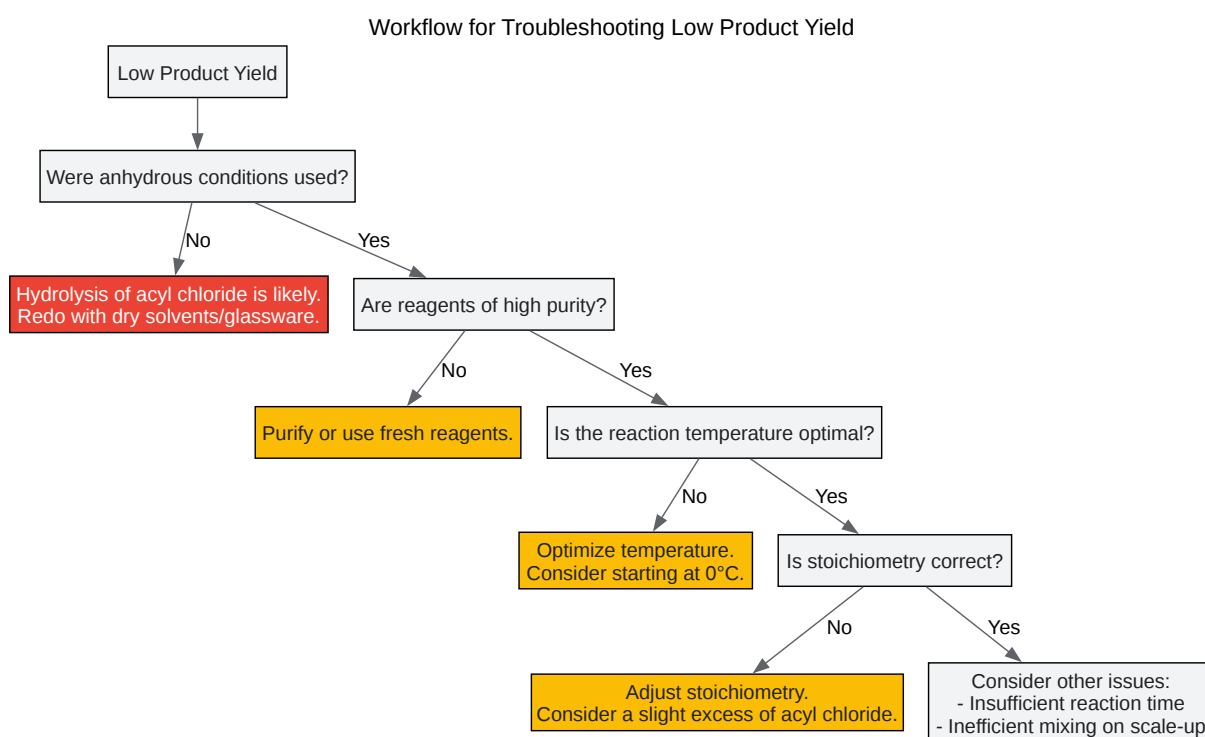 Workflow for Troubleshooting Low Product Yield
Low Product Yield
Were anhydrous conditions used?
No
Yes
Hydrolysis of acyl chloride is likely.
Redo with dry solvents/glassware.
Are reagents of high purity?
No
Yes
Purify or use fresh reagents.
Is the reaction temperature optimal?
No
Yes
Optimize temperature.
Consider starting at 0°C.
Is stoichiometry correct?
No
Yes
Adjust stoichiometry.
Consider a slight excess of acyl chloride.
Consider other issues:
- Insufficient reaction time
- Inefficient mixing on scale-up